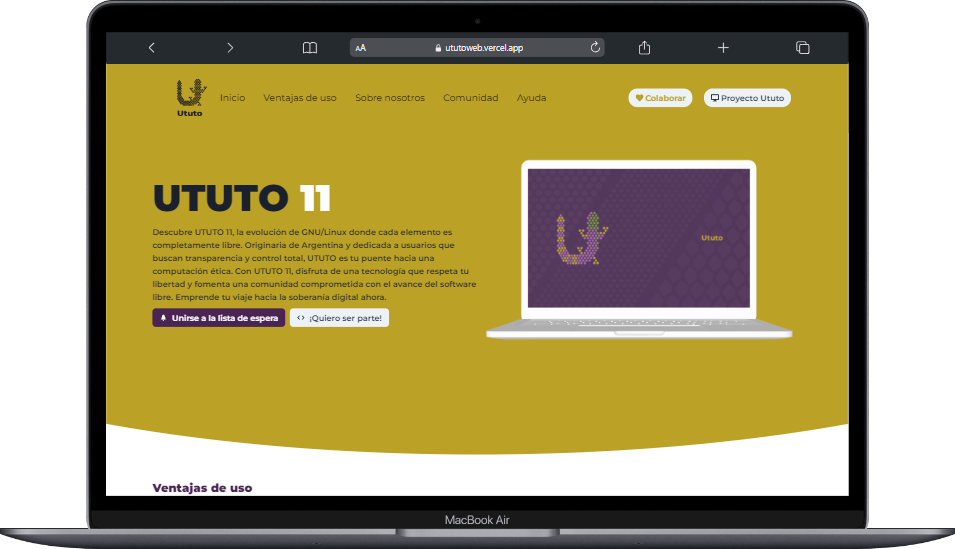 AA
ututoweb.vercel.app
Ututo
Inicio
Ventajas de uso
Sobre nosotros
Comunidad
Ayuda
Colaborar
Proyecto Ututo
UTUTO 11
Descubre UTUTO 11, la evolución de GNU/Linux donde cada elemento es
completamente libre. Originaria de Argentina y dedicada a usuarios que
buscan transparencia y control total, UTUTO es tu puente hacia una
computación ética. Con UTUTO 11, disfruta de una tecnología que respeta tu
libertad y fomenta una comunidad comprometida con el avance del software
libre. Emprende tu viaje hacia la soberanía digital ahora.
Unirse a la lista de espera
¡Quiero ser parte!
Ututo
Ventajas de uso
MacBook Air